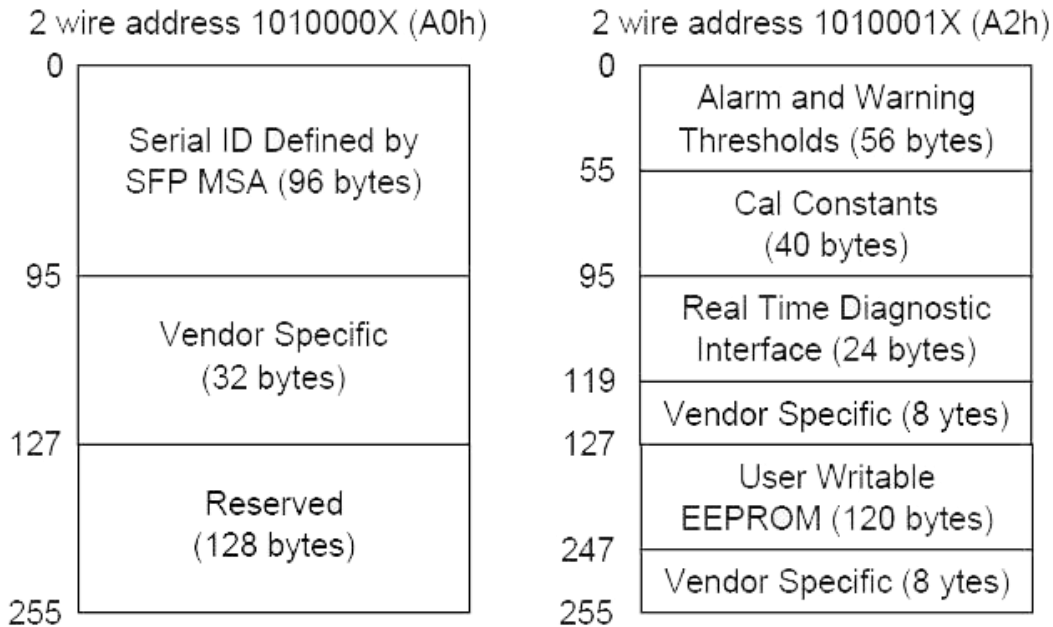 2 wire address 1010000X (A0h)
0
Serial ID Defined by
SFP MSA (96 bytes)
95
Vendor Specific
(32 bytes)
127
Reserved
(128 bytes)
255
2 wire address 1010001X (A2h)
0
Alarm and Warning
Thresholds (56 bytes)
55
Cal Constants
(40 bytes)
95
Real Time Diagnostic
Interface (24 bytes)
119
Vendor Specific (8 ytes)
127
User Writable
EEPROM (120 bytes)
247
Vendor Specific (8 ytes)
255